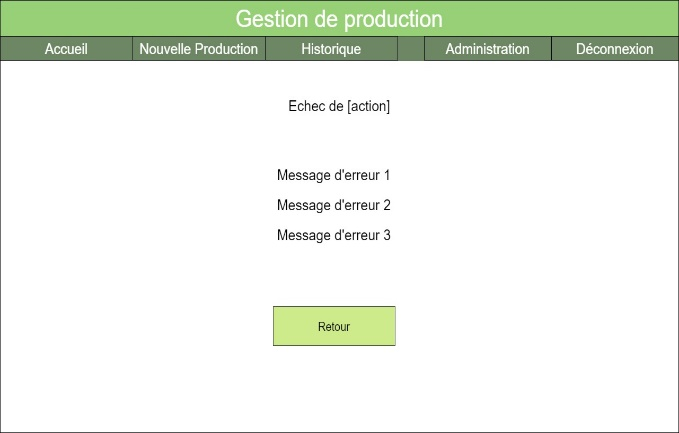 Gestion de production
Accueil Nouvelle Production Historique Administration Déconnexion
Echec de [action]
Message d'erreur 1
Message d'erreur 2
Message d'erreur 3
Retour